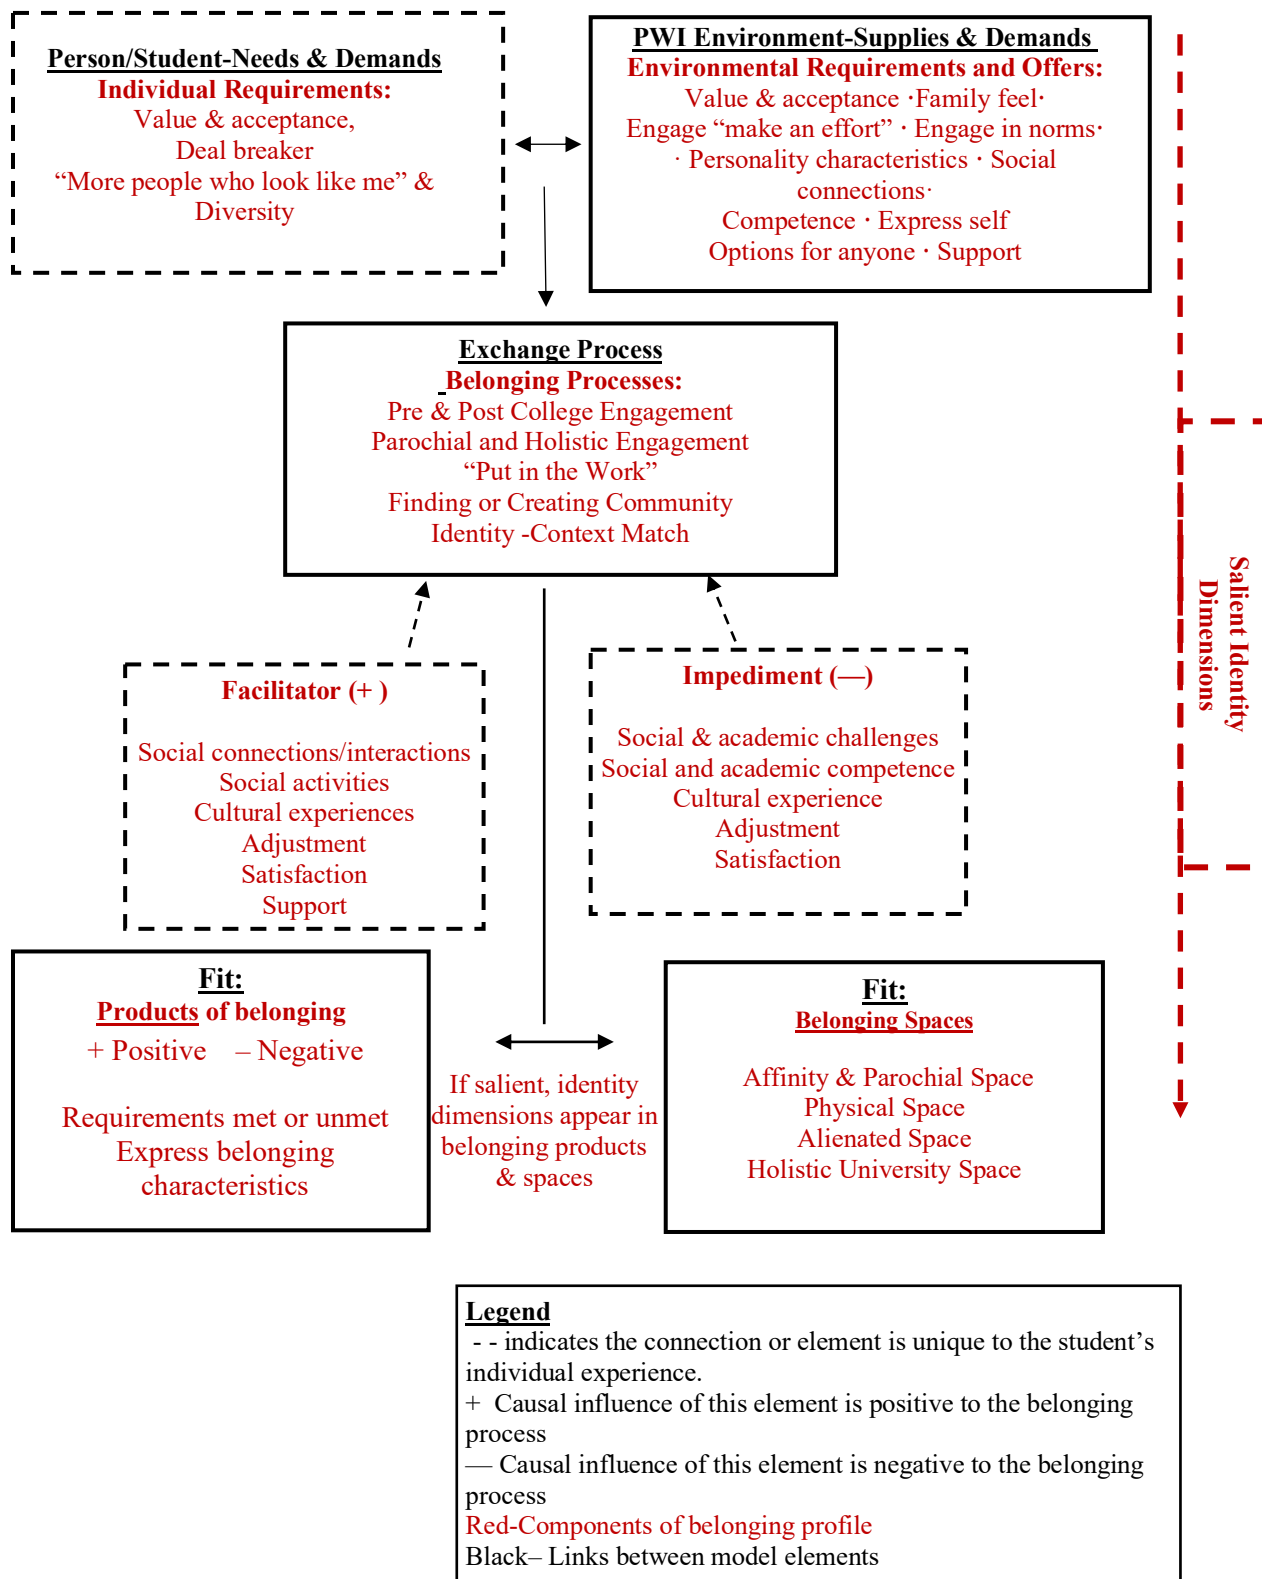 Person/Student-Needs & Demands
Individual Requirements:
Value & acceptance,
Deal breaker
“More people who look like me” &
Diversity
PWI Environment-Supplies & Demands
Environmental Requirements and Offers:
Value & acceptance ·Family feel·
Engage “make an effort” · Engage in norms·
· Personality characteristics · Social
connections·
Competence · Express self
Options for anyone · Support
Exchange Process
Belonging Processes:
Pre & Post College Engagement
Parochial and Holistic Engagement
“Put in the Work”
Finding or Creating Community
Identity -Context Match
Salient Identity
Dimensions
Facilitator (+ )
Social connections/interactions
Social activities
Cultural experiences
Adjustment
Satisfaction
Support
Impediment (—)
Social & academic challenges
Social and academic competence
Cultural experience
Adjustment
Satisfaction
Fit:
Products of belonging
+ Positive – Negative
Requirements met or unmet
Express belonging
characteristics
If salient, identity
dimensions appear in
belonging products
& spaces
Fit:
Belonging Spaces
Affinity & Parochial Space
Physical Space
Alienated Space
Holistic University Space
Legend
- - indicates the connection or element is unique to the student’s
individual experience.
+ Causal influence of this element is positive to the belonging
process
— Causal influence of this element is negative to the belonging
process
Red-Components of belonging profile
Black– Links between model elements